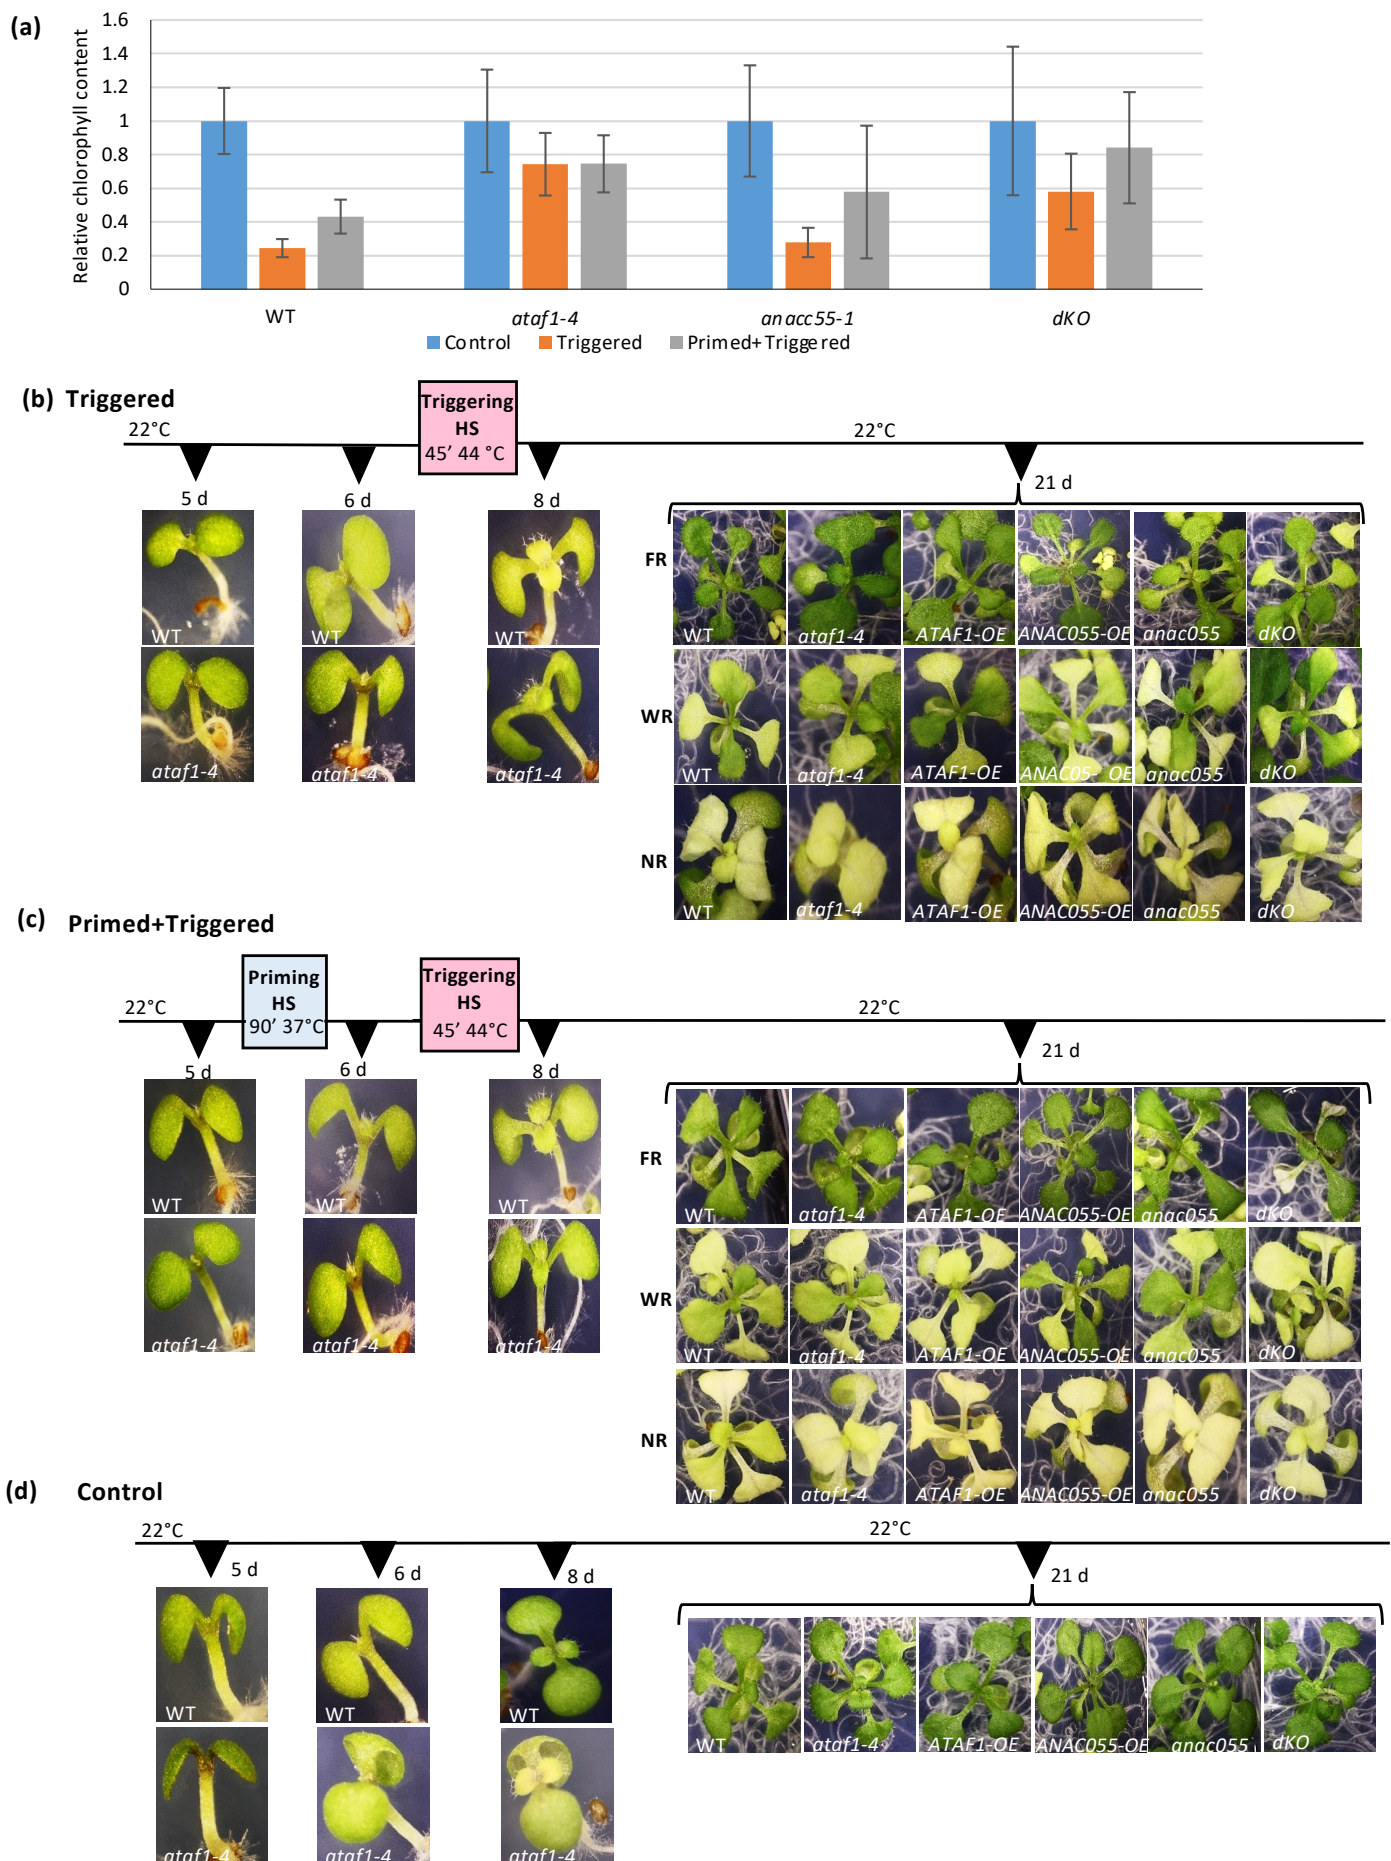 (a)
Relative chlorophyll content
1.6
1.4
1.2
1
0.8
0.6
0.4
0.2
0
WT ataf1-4 anacc55-1 dKO
Control Triggered Primed+Triggered
(b) Triggered
22°C
Triggering
HS
45’ 44 °C
22°C
5 d 6 d 8 d 21 d
WT WT WT
ataf1-4 ataf1-4 ataf1-4
FR
WT ataf1-4 ATAF1-OE ANAC055-OE anac055 dKO
WR
WT ataf1-4 ATAF1-OE ANAC05- OE anac055 dKO
NR
WT ataf1-4 ATAF1-OE ANAC055-OE anac055 dKO
(c) Primed+Triggered
22°C
Priming
HS
90’ 37°C
Triggering
HS
45’ 44°C
22°C
5 d 6 d 8 d 21 d
WT WT WT
ataf1-4 ataf1-4 ataf1-4
FR
WT ataf1-4 ATAF1-OE ANAC055-OE anac055 dKO
WR
WT ataf1-4 ATAF1-OE ANAC055-OE anac055 dKO
NR
WT ataf1-4 ATAF1-OE ANAC055-OE anac055 dKO
(d) Control
22°C 22°C
5 d 6 d 8 d 21 d
WT WT WT
ataf1-4 ataf1-4 ataf1-4
WT ataf1-4 ATAF1-OE ANAC055-OE anac055 dKO